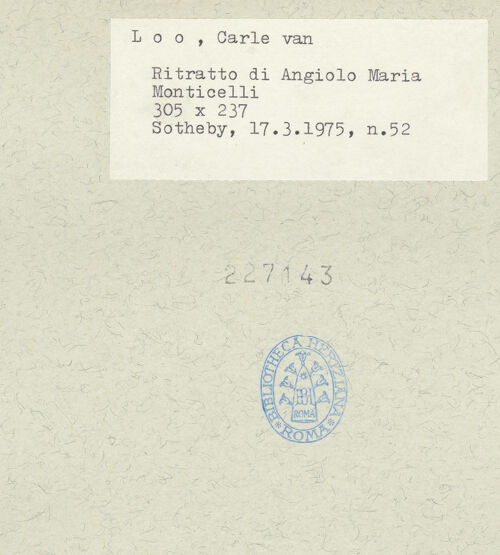 L o o , Carle van
Ritratto di Angiolo Maria
Monticelli
305 x 237
Sotheby, 17.3.1975, n.52
227143
BIBLIOTHECA HERTZIANA
ROMA
* ROMA *